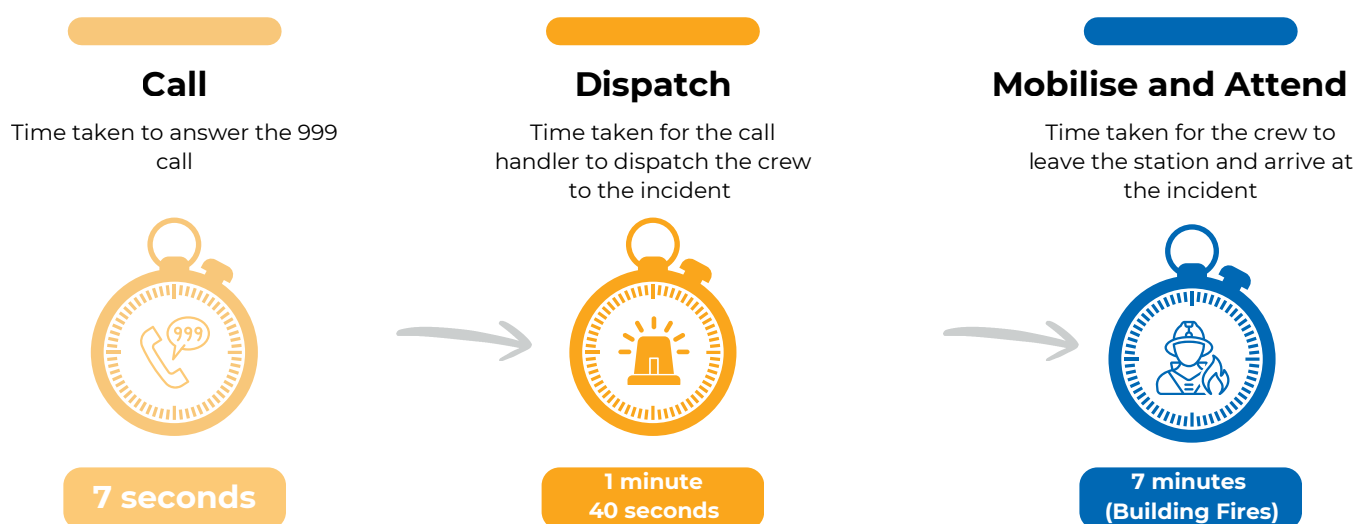 Call
Time taken to answer the 999
call
999
7 seconds
Dispatch
Time taken for the call
handler to dispatch the crew
to the incident
1 minute
40 seconds
Mobilise and Attend
Time taken for the crew to
leave the station and arrive at
the incident
7 minutes
(Building Fires)